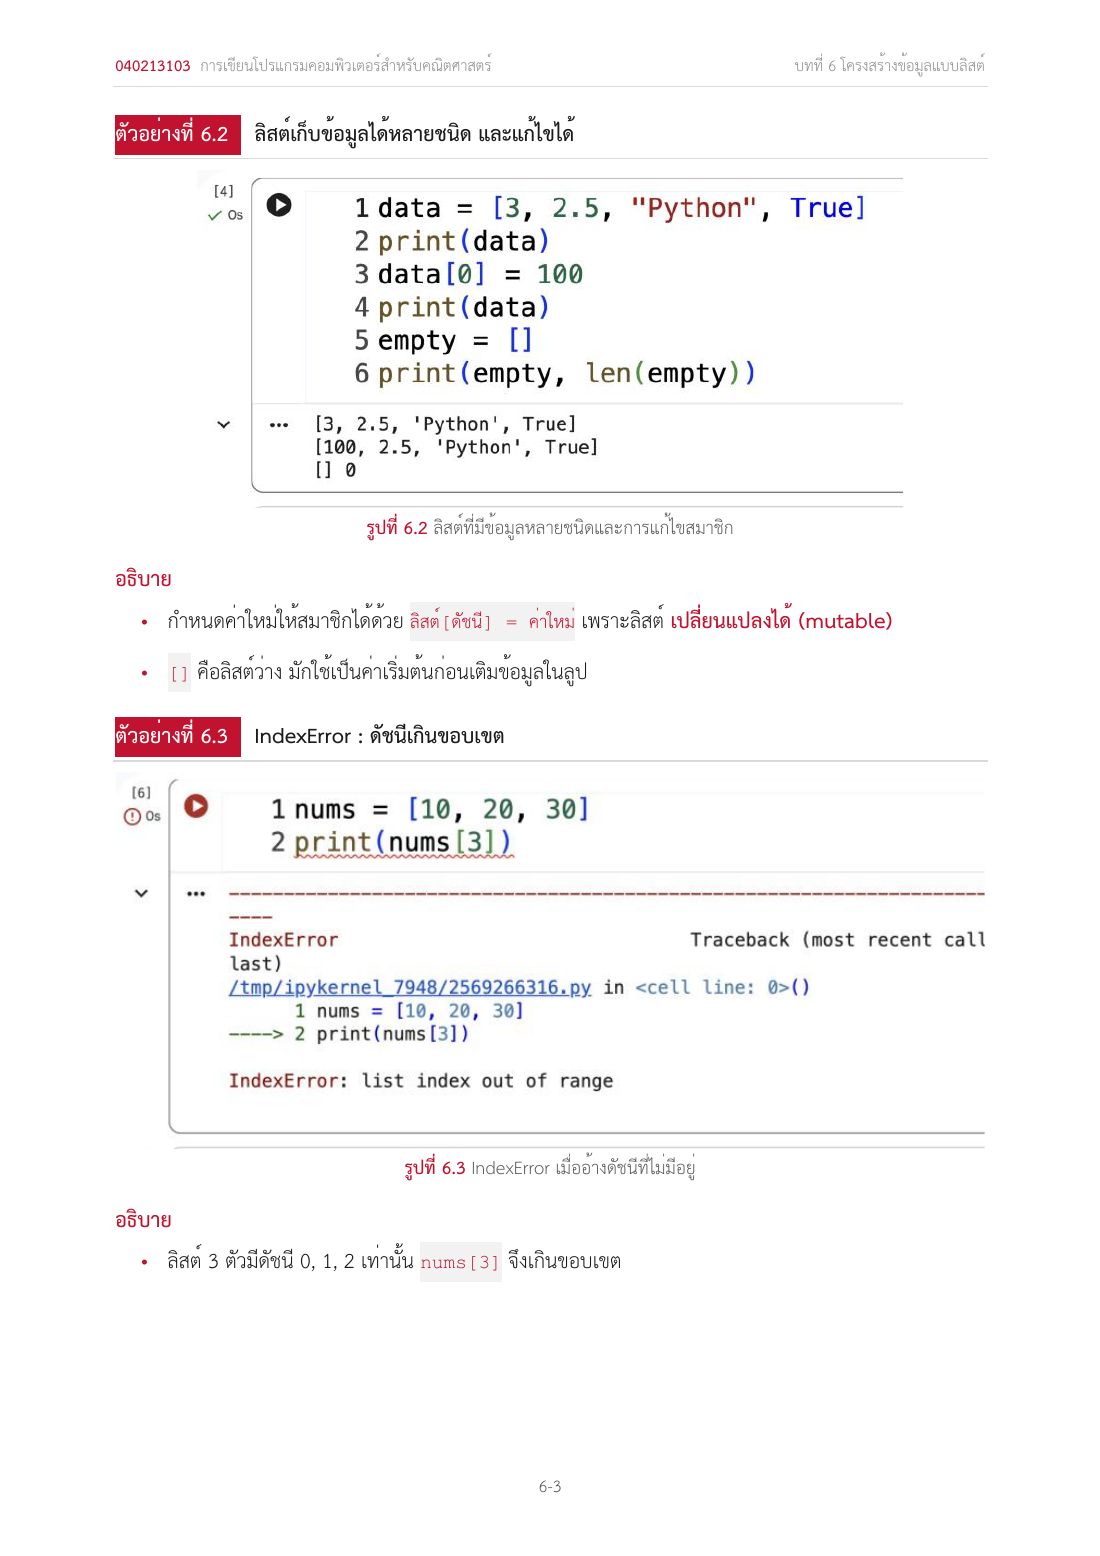 040213103 การเขียนโปรแกรมคอมพิวเตอร์สำหรับคณิตศาสตร์ บทที่ 6 โครงสร้างข้อมูลแบบลิสต์
ตัวอย่างที่ 6.2 ลิสต์เก็บข้อมูลได้หลายชนิด และแก้ไขได้
[4]
0s
1 data = [3, 2.5, "Python", True]
2 print(data)
3 data[0] = 100
4 print(data)
5 empty = []
6 print(empty, len(empty))
[3, 2.5, 'Python', True]
[100, 2.5, 'Python', True]
[] 0
รูปที่ 6.2 ลิสต์ที่มีข้อมูลหลายชนิดและการแก้ไขสมาชิก
อธิบาย
• กำหนดค่าใหม่ให้สมาชิกได้ด้วย ลิสต์[ดัชนี] = ค่าใหม่ เพราะลิสต์ เปลี่ยนแปลงได้ (mutable)
• [] คือลิสต์ว่าง มักใช้เป็นค่าเริ่มต้นก่อนเติมข้อมูลในลูป
ตัวอย่างที่ 6.3 IndexError : ดัชนีเกินขอบเขต
[6]
0s
1 nums = [10, 20, 30]
2 print(nums[3])
---------------------------------------------------------------------
----
IndexError Traceback (most recent call
last)
/tmp/ipykernel_7948/2569266316.py in <cell line: 0>()
1 nums = [10, 20, 30]
----> 2 print(nums[3])
IndexError: list index out of range
รูปที่ 6.3 IndexError เมื่ออ้างดัชนีที่ไม่มีอยู่
อธิบาย
• ลิสต์ 3 ตัวมีดัชนี 0, 1, 2 เท่านั้น nums[3] จึงเกินขอบเขต
6-3